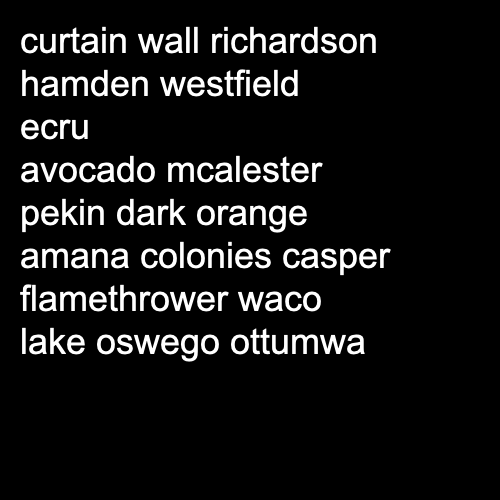 curtain wall richardson
hamden westfield
ecru
avocado mcalester
pekin dark orange
amana colonies casper
flamethrower waco
lake oswego ottumwa